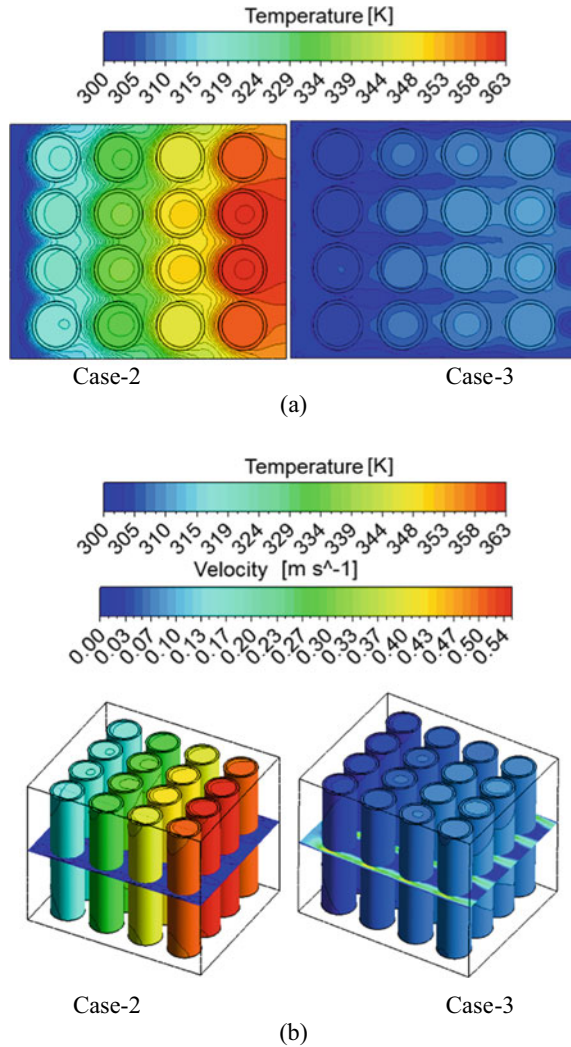 Temperature [K]
300 305 310 315 319 324 329 334 339 344 348 353 358 363
Case-2 Case-3
(a)
Temperature [K]
300 305 310 315 319 324 329 334 339 344 348 353 358 363
Velocity [m s^-1]
0.00 0.03 0.07 0.10 0.13 0.17 0.20 0.23 0.27 0.30 0.33 0.37 0.40 0.43 0.47 0.50 0.54
Case-2 Case-3
(b)